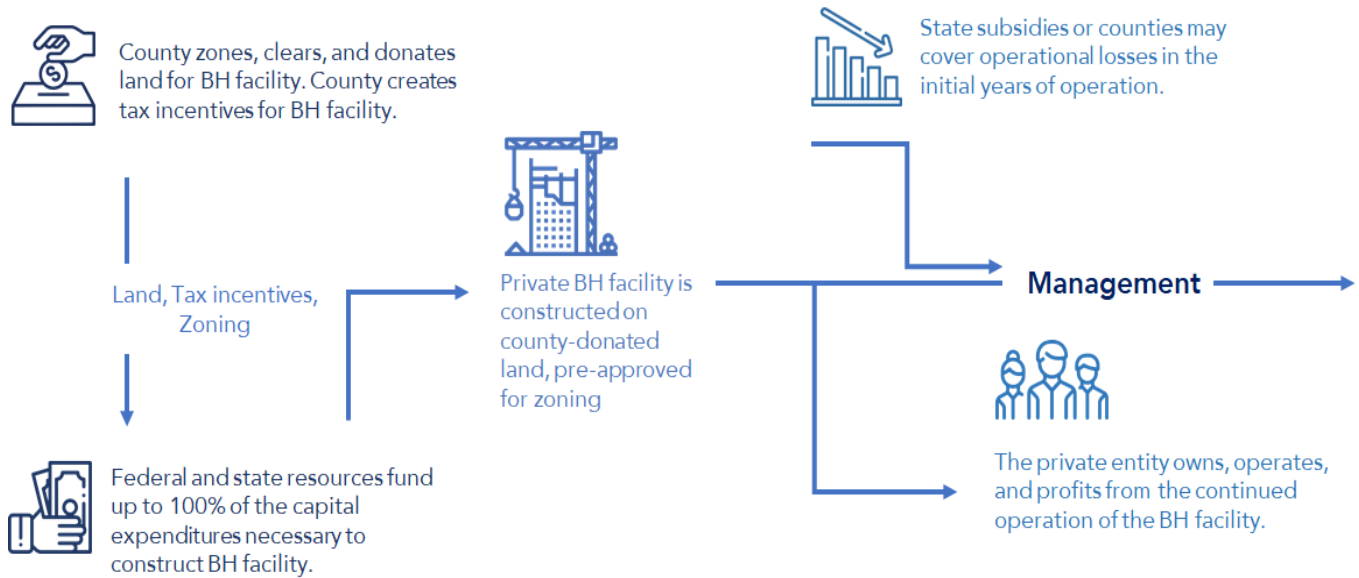 County zones, clears, and donates
land for BH facility. County creates
tax incentives for BH facility.
Land, Tax incentives,
Zoning
Federal and state resources fund
up to 100% of the capital
expenditures necessary to
construct BH facility.
Private BH facility is
constructed on
county-donated
land, pre-approved
for zoning
State subsidies or counties may
cover operational losses in the
initial years of operation.
Management
The private entity owns, operates,
and profits from the continued
operation of the BH facility.